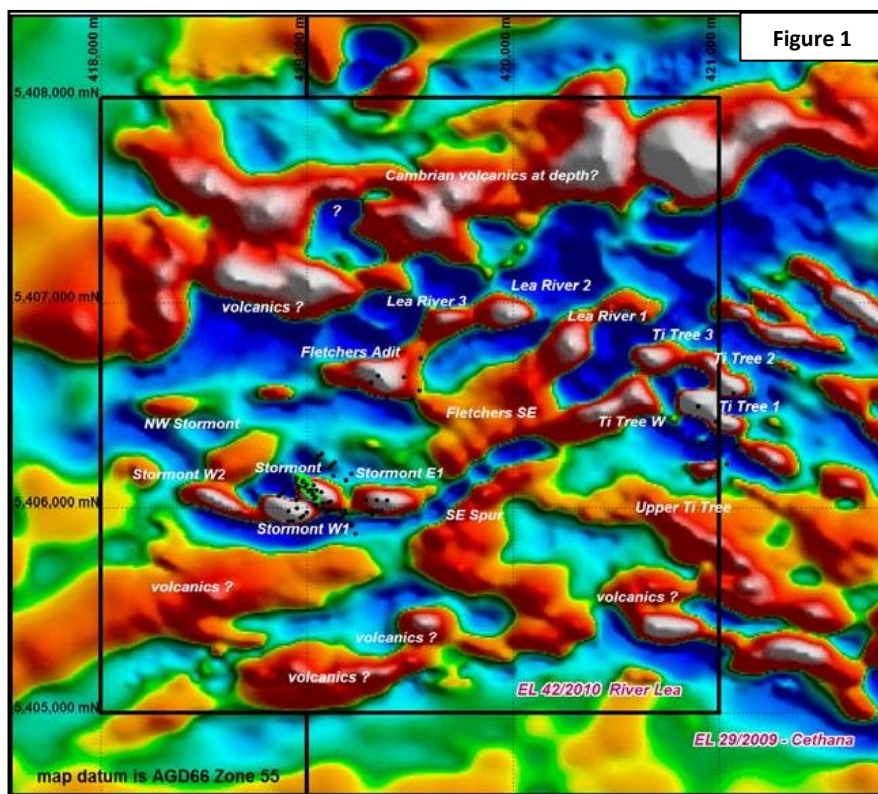 Figure 1
418,000 m
419,000 m
420,000 m
421,000 m
5,408,000 mN
Cambrian volcanics at depth?
?
5,407,000 mN
volcanics ?
Lea River 3
Lea River 2
Lea River 1
Ti Tree 3
Ti Tree 2
Fletchers Adit
NW Stormont
Fletchers SE
Ti Tree W
Ti Tree 1
Stormont W2
Stormont
Stormont E1
5,406,000 mN
Stormont W1
SE Spur
Upper Ti Tree
volcanics ?
volcanics ?
volcanics ?
volcanics ?
EL 42/2010 River Lea
5,405,000 mN
EL 29/2009 - Cethana
map datum is AGD66 Zone 55